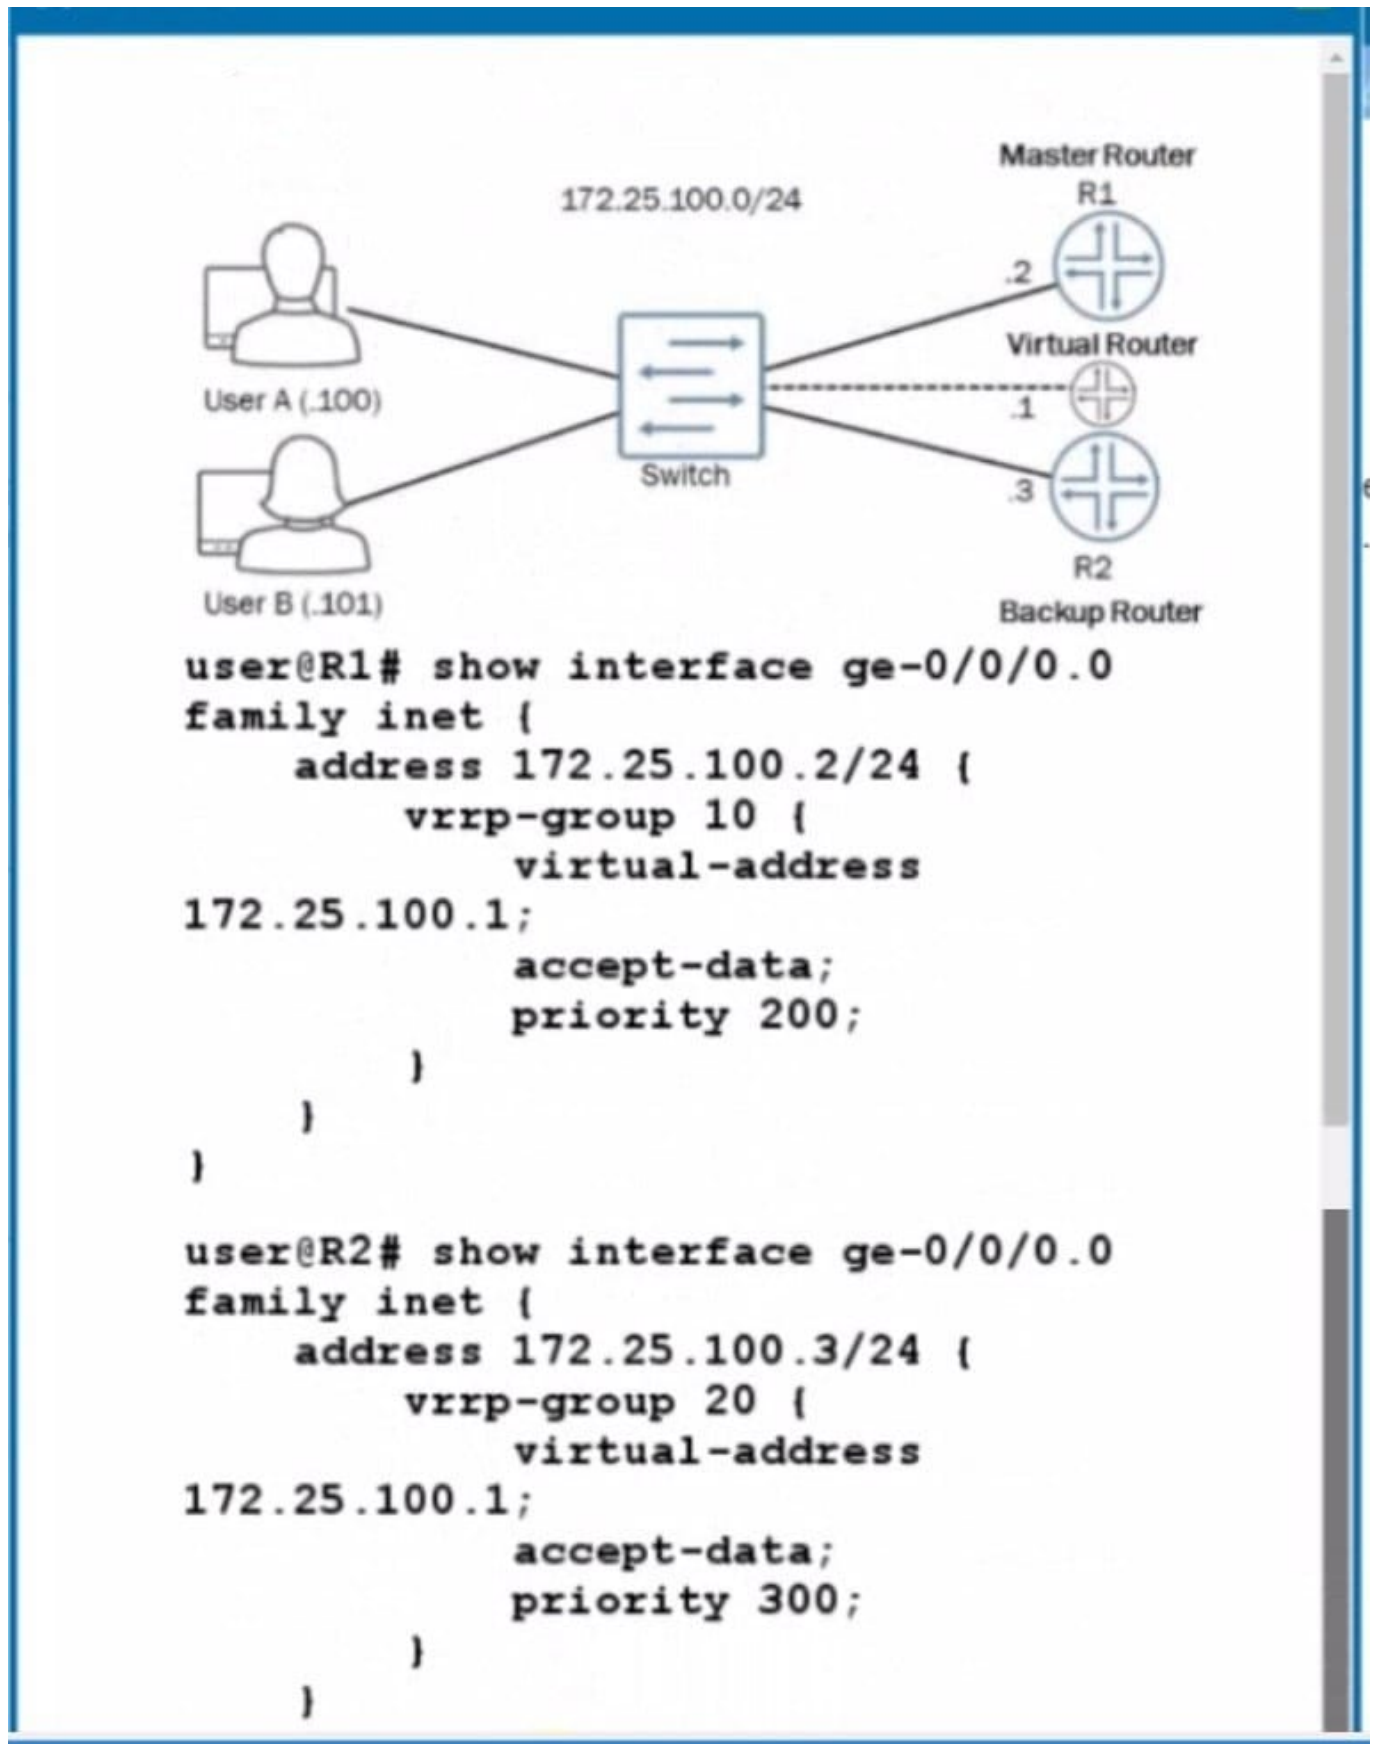 Master Router
R1
172.25.100.0/24
.2
Virtual Router
User A (.100)
.1
Switch
.3
R2
User B (.101)
Backup Router
user@R1# show interface ge-0/0/0.0
family inet {
address 172.25.100.2/24 {
vrrp-group 10 {
virtual-address
172.25.100.1;
accept-data;
priority 200;
}
}
}
user@R2# show interface ge-0/0/0.0
family inet {
address 172.25.100.3/24 {
vrrp-group 20 {
virtual-address
172.25.100.1;
accept-data;
priority 300;
}
}